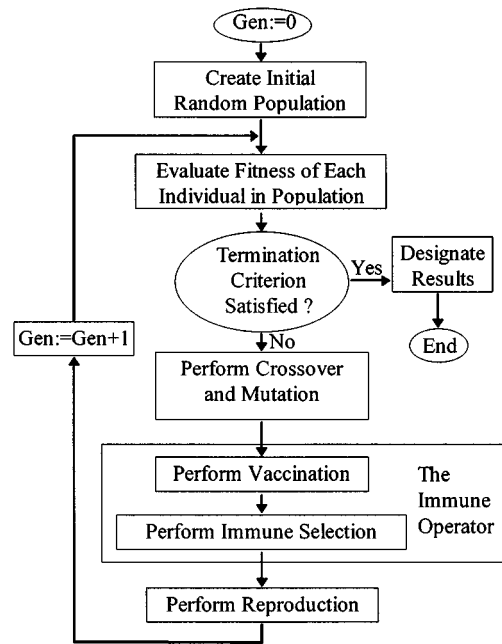 Gen:=0
Create Initial
Random Population
Evaluate Fitness of Each
Individual in Population
Termination
Criterion
Satisfied ?
Yes
Designate
Results
End
No
Gen:=Gen+1
Perform Crossover
and Mutation
Perform Vaccination
The
Immune
Operator
Perform Immune Selection
Perform Reproduction